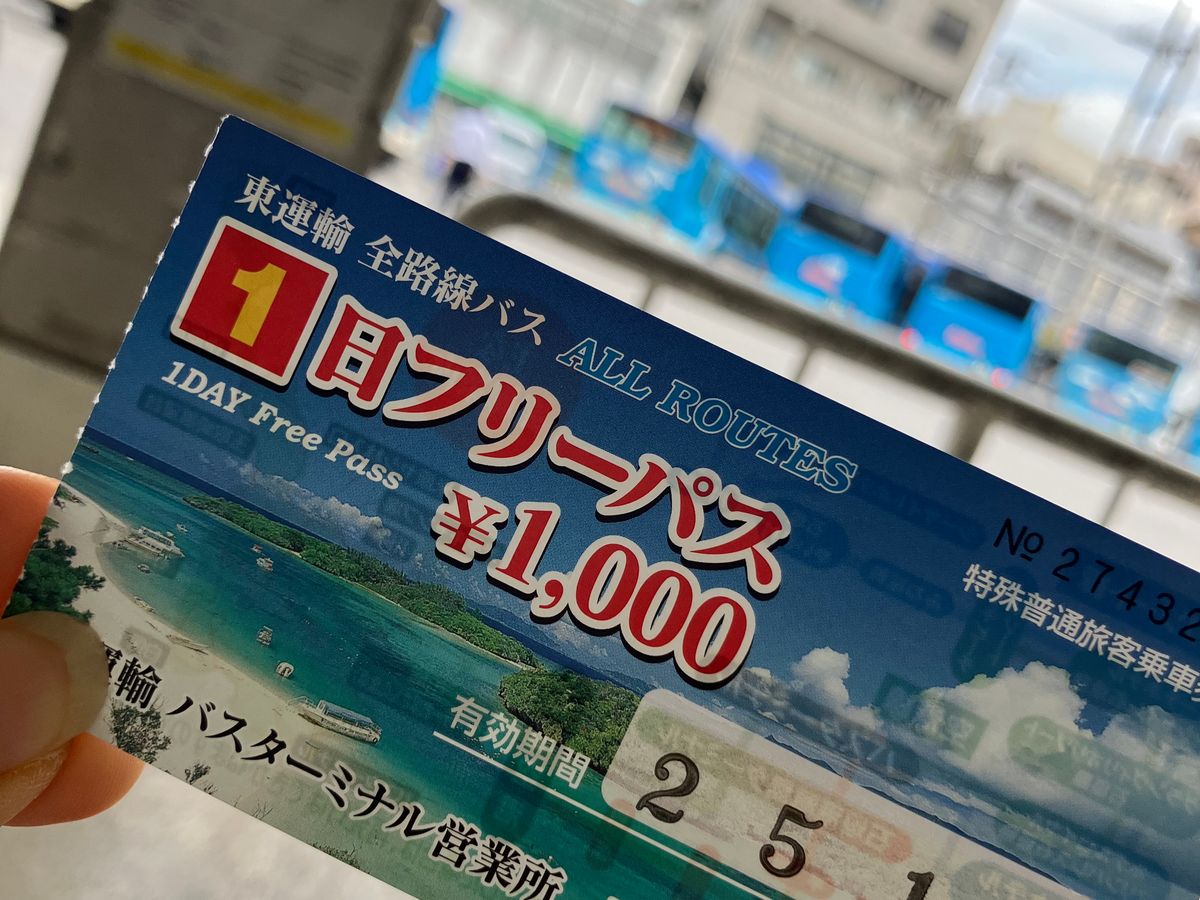 東運輸 全路線バス ALL ROUTES
1日フリーパス
1DAY Free Pass
¥1,000
№ 27432
特殊普通旅客乗車
有効期間
2 5 1
運輸 バスターミナル営業所